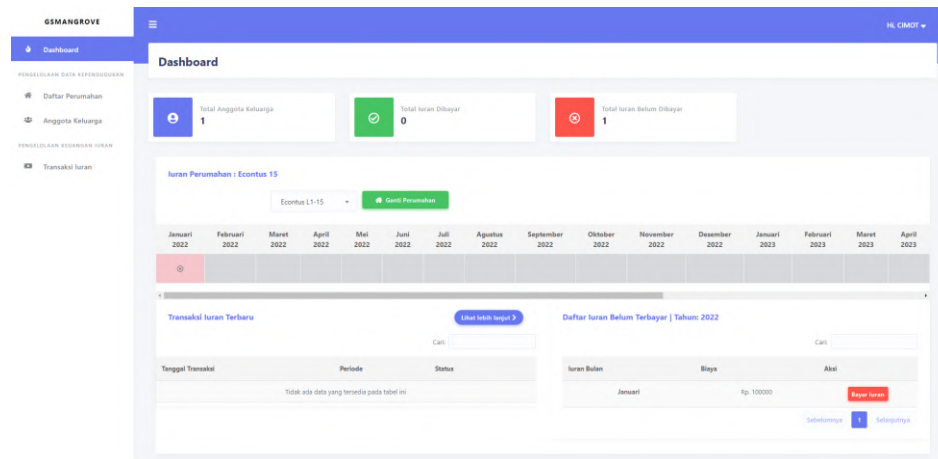 GSMANGROVE
Hi, CIMOT
Dashboard
Dashboard
PENGELOLAAN DATA KEPENDUDUKAN
Daftar Perumahan
Anggota Keluarga
PENGELOLAAN KEUANGAN IURAN
Transaksi Iuran
Total Anggota Keluarga
1
Total Iuran Dibayar
0
Total Iuran Belum Dibayar
1
Iuran Perumahan : Econtus 15
Econtus L1-15
Ganti Perumahan
Januari 2022
Februari 2022
Maret 2022
April 2022
Mei 2022
Juni 2022
Juli 2022
Agustus 2022
September 2022
Oktober 2022
November 2022
Desember 2022
Januari 2023
Februari 2023
Maret 2023
April 2023
Transaksi Iuran Terbaru
Lihat lebih lanjut
Cari:
Tanggal Transaksi Periode Status
Tidak ada data yang tersedia pada tabel ini
Daftar Iuran Belum Terbayar | Tahun: 2022
Cari:
Iuran Bulan Biaya Aksi
Januari Rp. 100000 Bayar Iuran
Sebelumnya 1 Selanjutnya